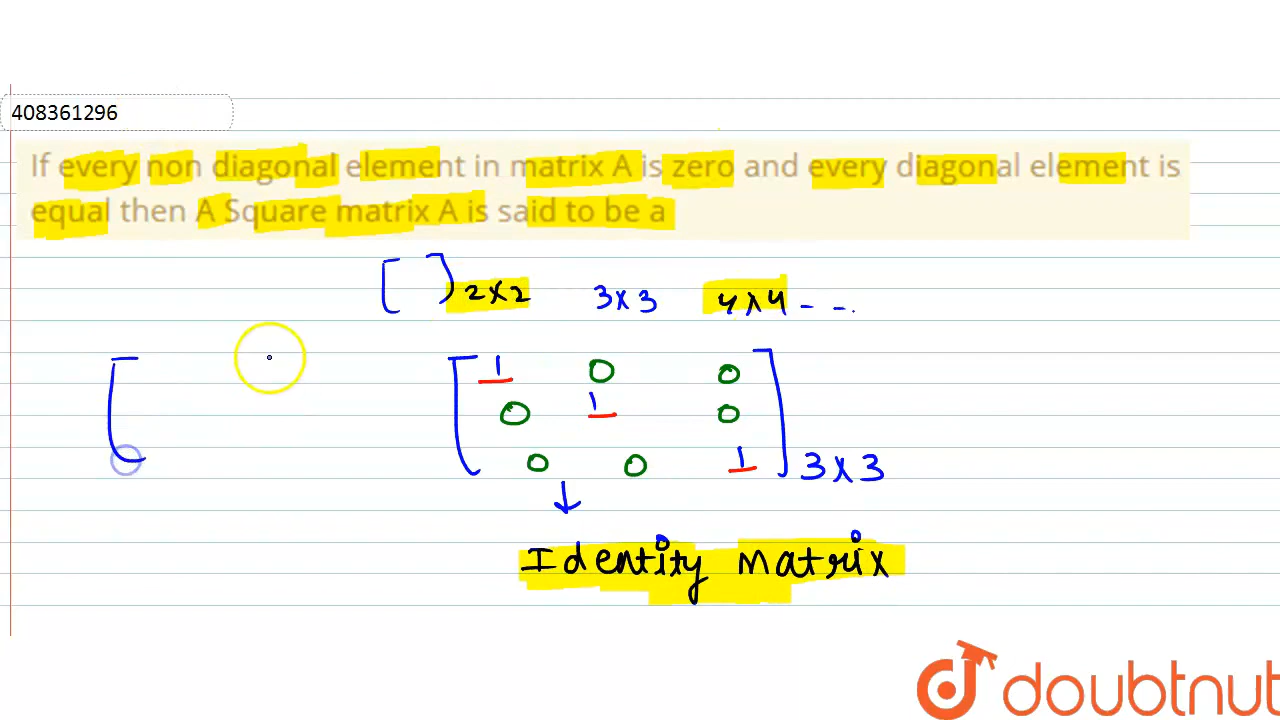 408361296
If every non diagonal element in matrix A is zero and every diagonal element is
equal then A Square matrix A is said to be a
[ ] 2x2 3x3 4x4 - - .
1 0 0
0 1 0
0 0 1 3x3
Identity Matrix
doubtnut